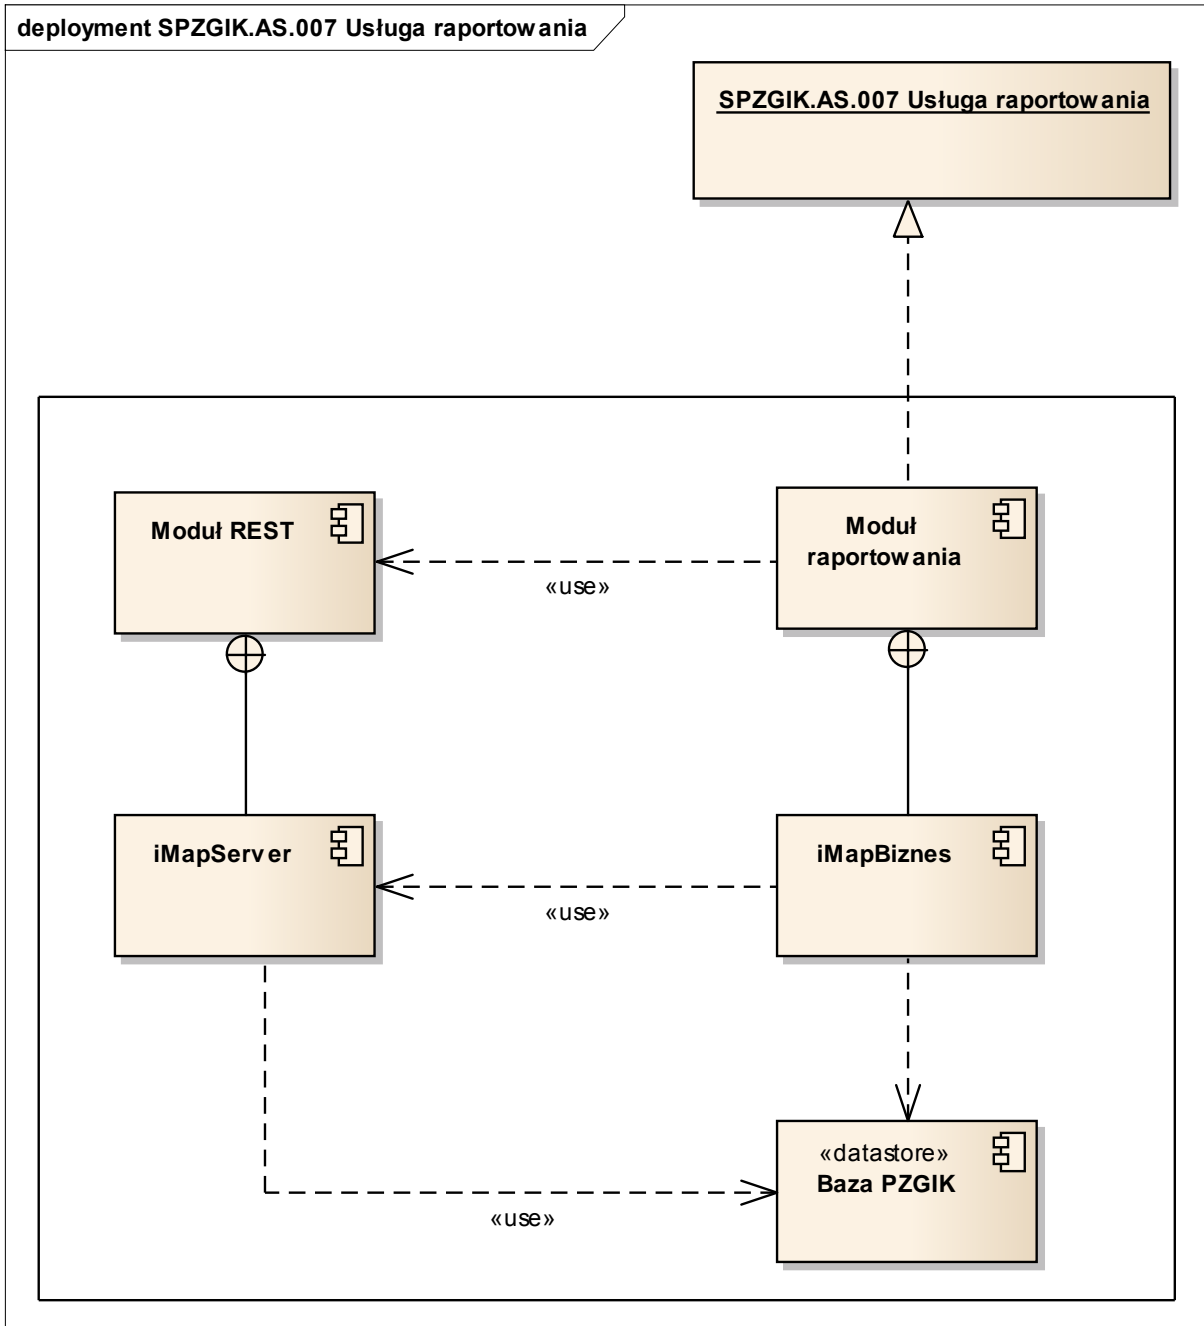 deployment SPZGIK.AS.007 Usługa raportowania
SPZGIK.AS.007 Usługa raportowania
Moduł REST
Moduł
raportowania
«use»
iMapServer
iMapBiznes
«use»
«datastore»
Baza PZGIK
«use»